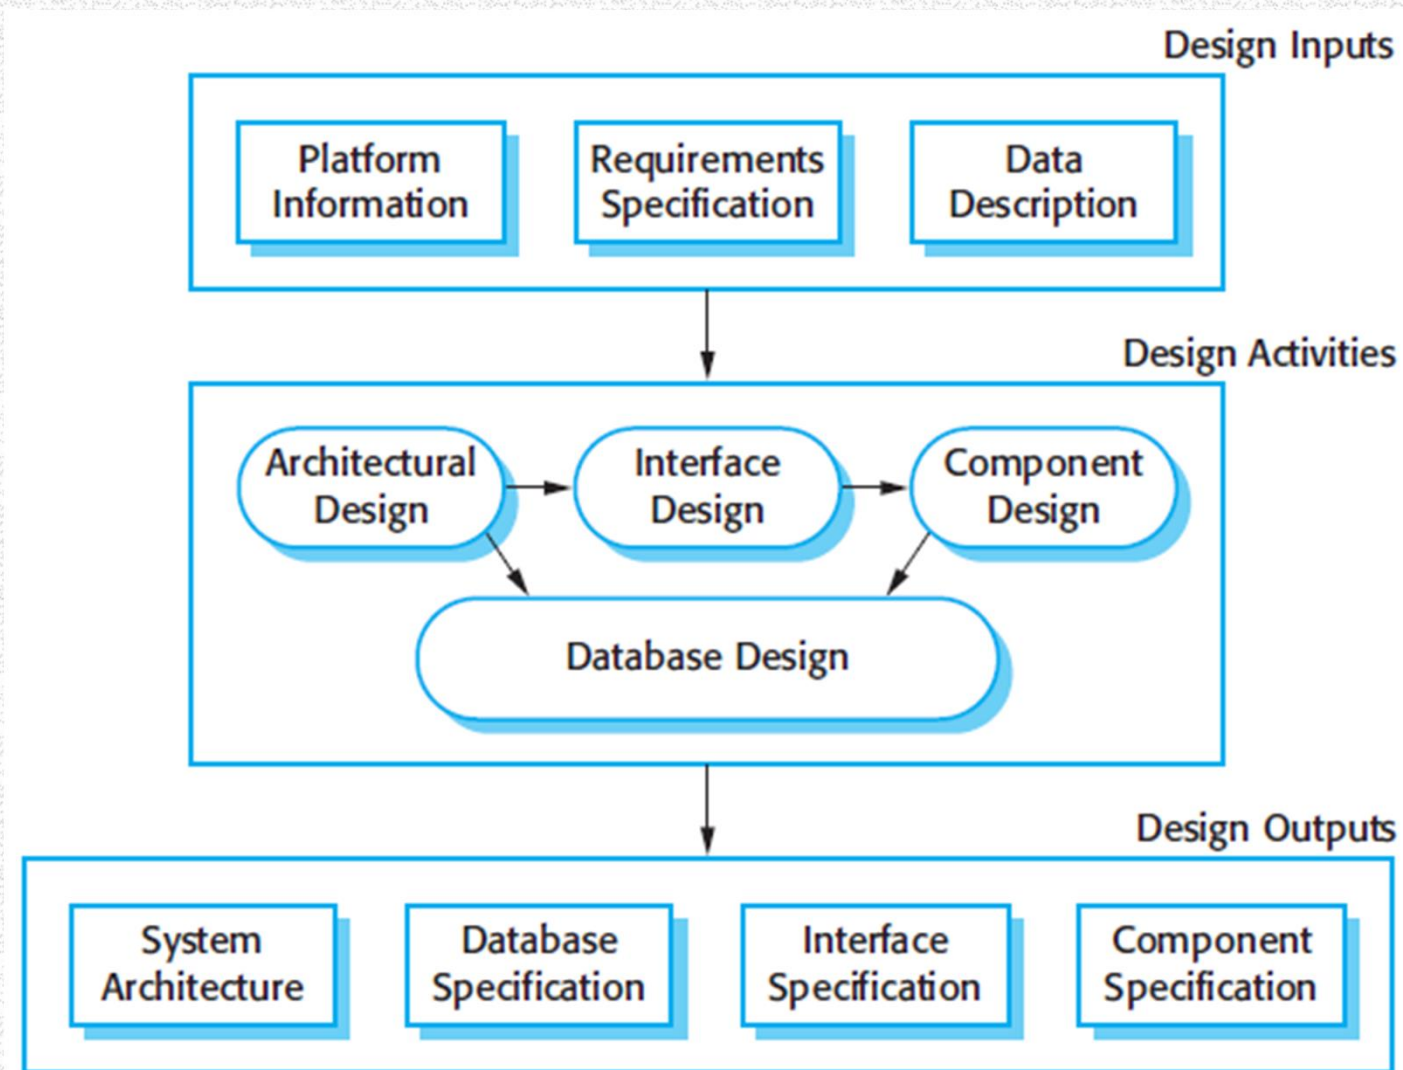 Design Inputs
Platform
Information
Requirements
Specification
Data
Description
Design Activities
Architectural
Design
Interface
Design
Component
Design
Database Design
Design Outputs
System
Architecture
Database
Specification
Interface
Specification
Component
Specification